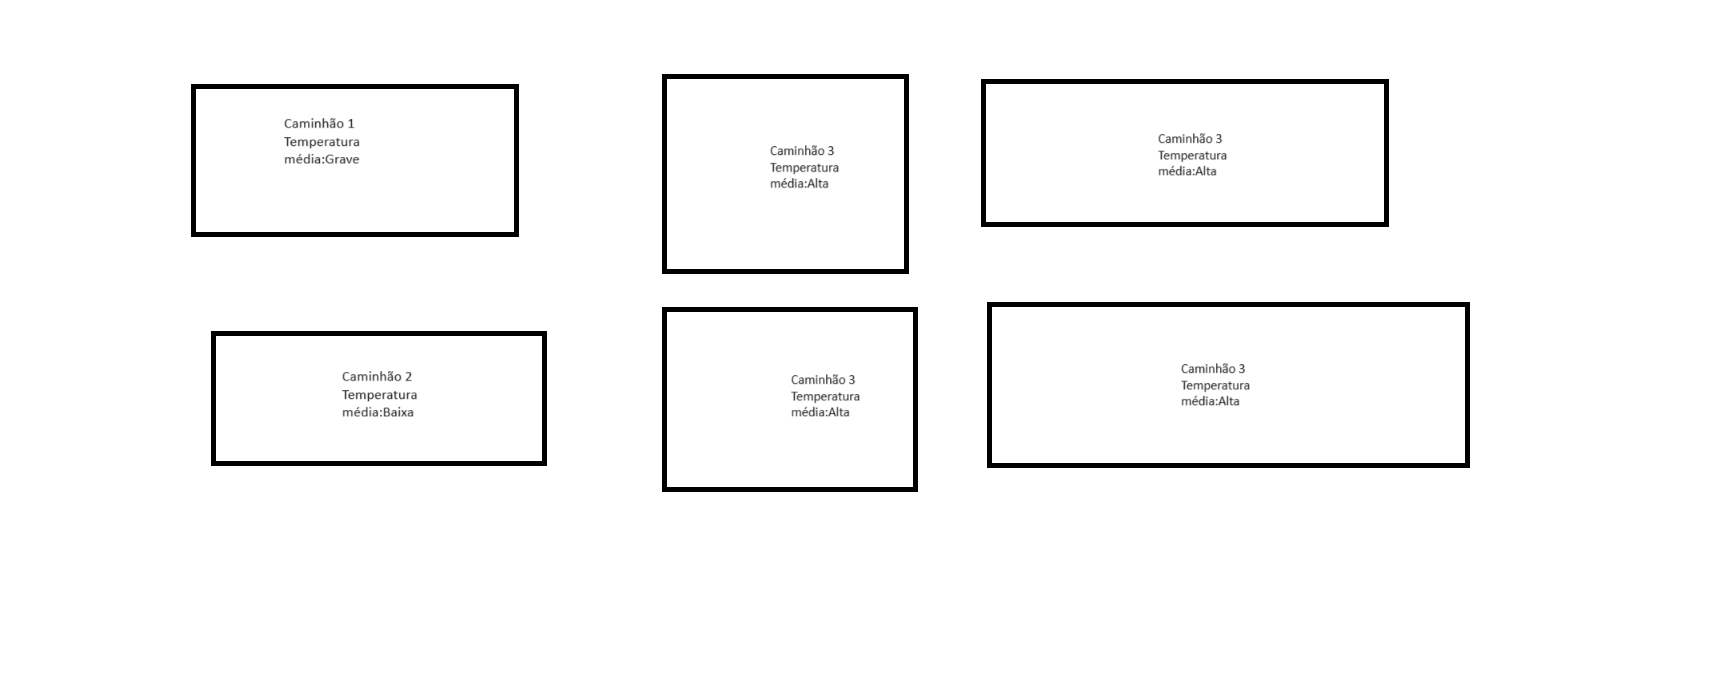 Caminhão 1
Temperatura
média:Grave
Caminhão 3
Temperatura
média:Alta
Caminhão 3
Temperatura
média:Alta
Caminhão 2
Temperatura
média:Baixa
Caminhão 3
Temperatura
média:Alta
Caminhão 3
Temperatura
média:Alta